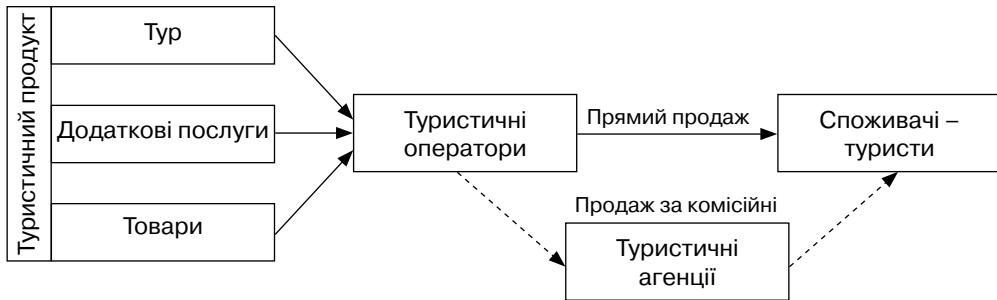 Туристичний продукт
Тур
Додаткові послуги
Товари
Туристичні
оператори
Прямий продаж
Споживачі –
туристи
Продаж за комісійні
Туристичні
агенції